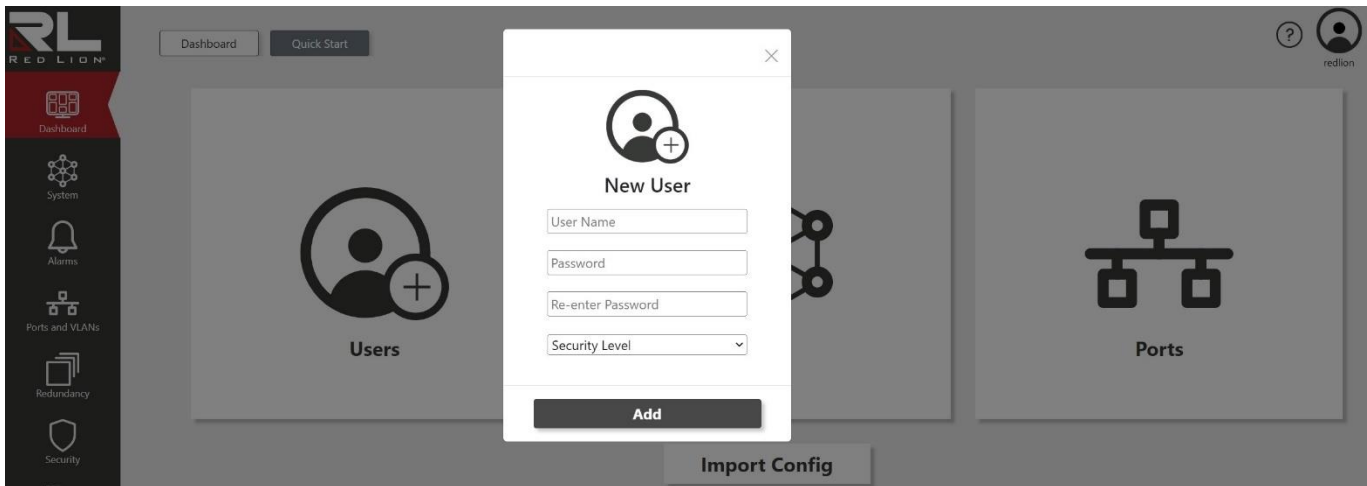 RED LION®
Dashboard
Quick Start
?
redlion
Dashboard
System
Alarms
Ports and VLANs
Redundancy
Security
Users
Ports
Import Config
New User
User Name
Password
Re-enter Password
Security Level
Add